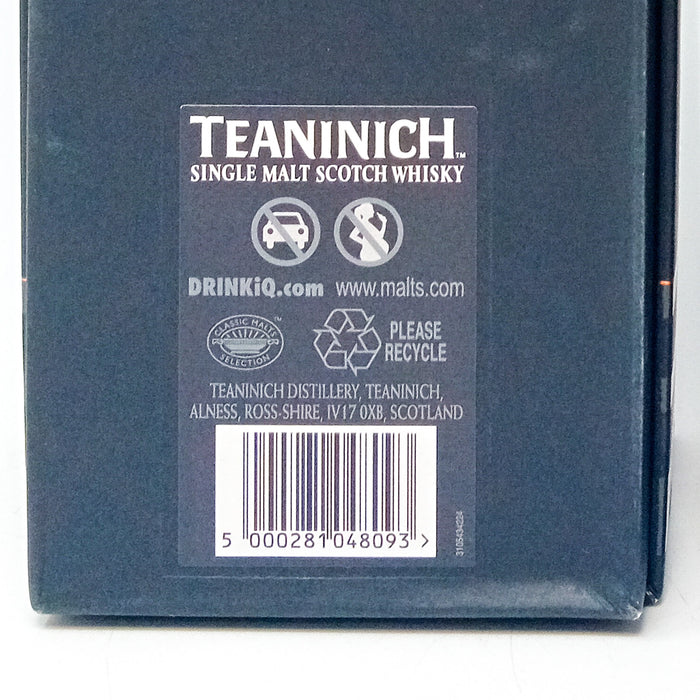 TEANINICH™
SINGLE MALT SCOTCH WHISKY
DRINKiQ.com www.malts.com
CLASSIC MALTS™
SELECTION
PLEASE
RECYCLE
TEANINICH DISTILLERY, TEANINICH,
ALNESS, ROSS-SHIRE, IV17 0XB, SCOTLAND
5 000281 048093 >
3105434224